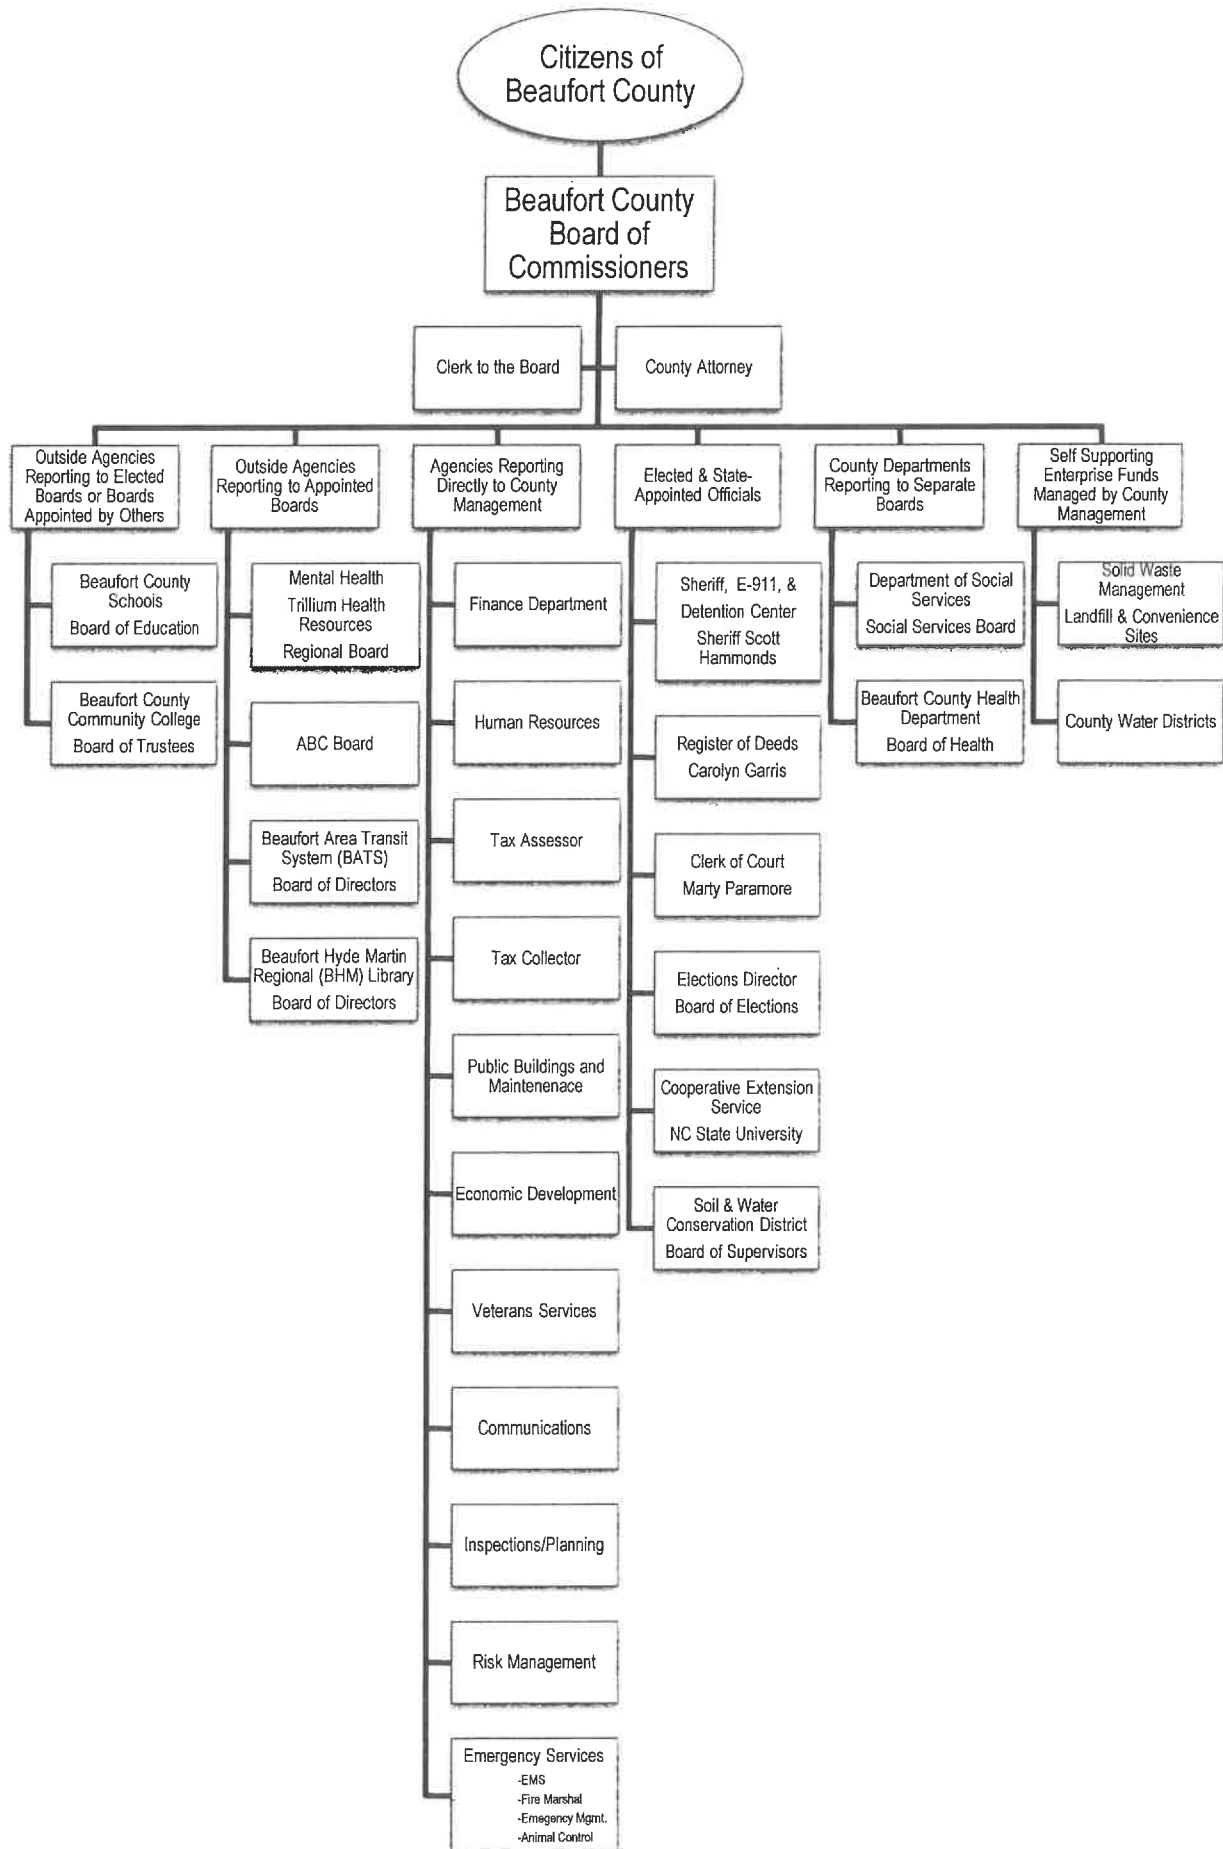 Citizens of
Beaufort County
Beaufort County
Board of
Commissioners
Clerk to the Board
County Attorney
Outside Agencies
Reporting to Elected
Boards or Boards
Appointed by Others
Outside Agencies
Reporting to Appointed
Boards
Agencies Reporting
Directly to County
Management
Elected & State-
Appointed Officials
County Departments
Reporting to Separate
Boards
Self Supporting
Enterprise Funds
Managed by County
Management
Beaufort County
Schools
Board of Education
Beaufort County
Community College
Board of Trustees
Mental Health
Trillium Health
Resources
Regional Board
ABC Board
Beaufort Area Transit
System (BATS)
Board of Directors
Beaufort Hyde Martin
Regional (BHM) Library
Board of Directors
Finance Department
Human Resources
Tax Assessor
Tax Collector
Public Buildings and
Maintenenace
Economic Development
Veterans Services
Communications
Inspections/Planning
Risk Management
Emergency Services
-EMS
-Fire Marshal
-Emegency Mgmt.
-Animal Control
Sheriff, E-911, &
Detention Center
Sheriff Scott
Hammonds
Register of Deeds
Carolyn Garris
Clerk of Court
Marty Paramore
Elections Director
Board of Elections
Cooperative Extension
Service
NC State University
Soil & Water
Conservation District
Board of Supervisors
Department of Social
Services
Social Services Board
Beaufort County Health
Department
Board of Health
Solid Waste
Management
Landfill & Convenience
Sites
County Water Districts